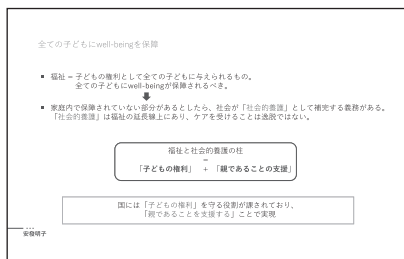 全ての子どもにwell-beingを保障
▪ 福祉 = 子どもの権利として全ての子どもに与えられるもの。
全ての子どもにwell-beingが保障されるべき。
▪ 家庭内で保障されていない部分があるとしたら、社会が「社会的養護」として補完する義務がある。
「社会的養護」は福祉の延長線上にあり、ケアを受けることは逸脱ではない。
福祉と社会的養護の柱
=
「子どもの権利」 + 「親であることの支援」
国には「子どもの権利」を守る役割が課されており、
「親であることを支援する」ことで実現
安發明子